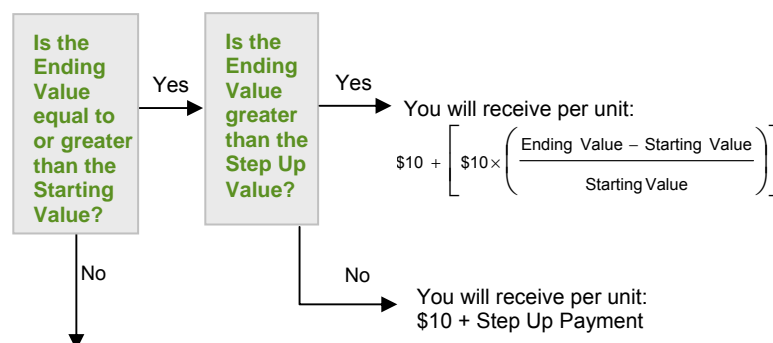 Is the
Ending
Value
equal to
or greater
than the
Starting
Value?
Yes
Is the
Ending
Value
greater
than the
Step Up
Value?
Yes
You will receive per unit:
$10 + [ $10 × ( Ending Value – Starting Value
Starting Value ) ]
No
No
You will receive per unit:
$10 + Step Up Payment